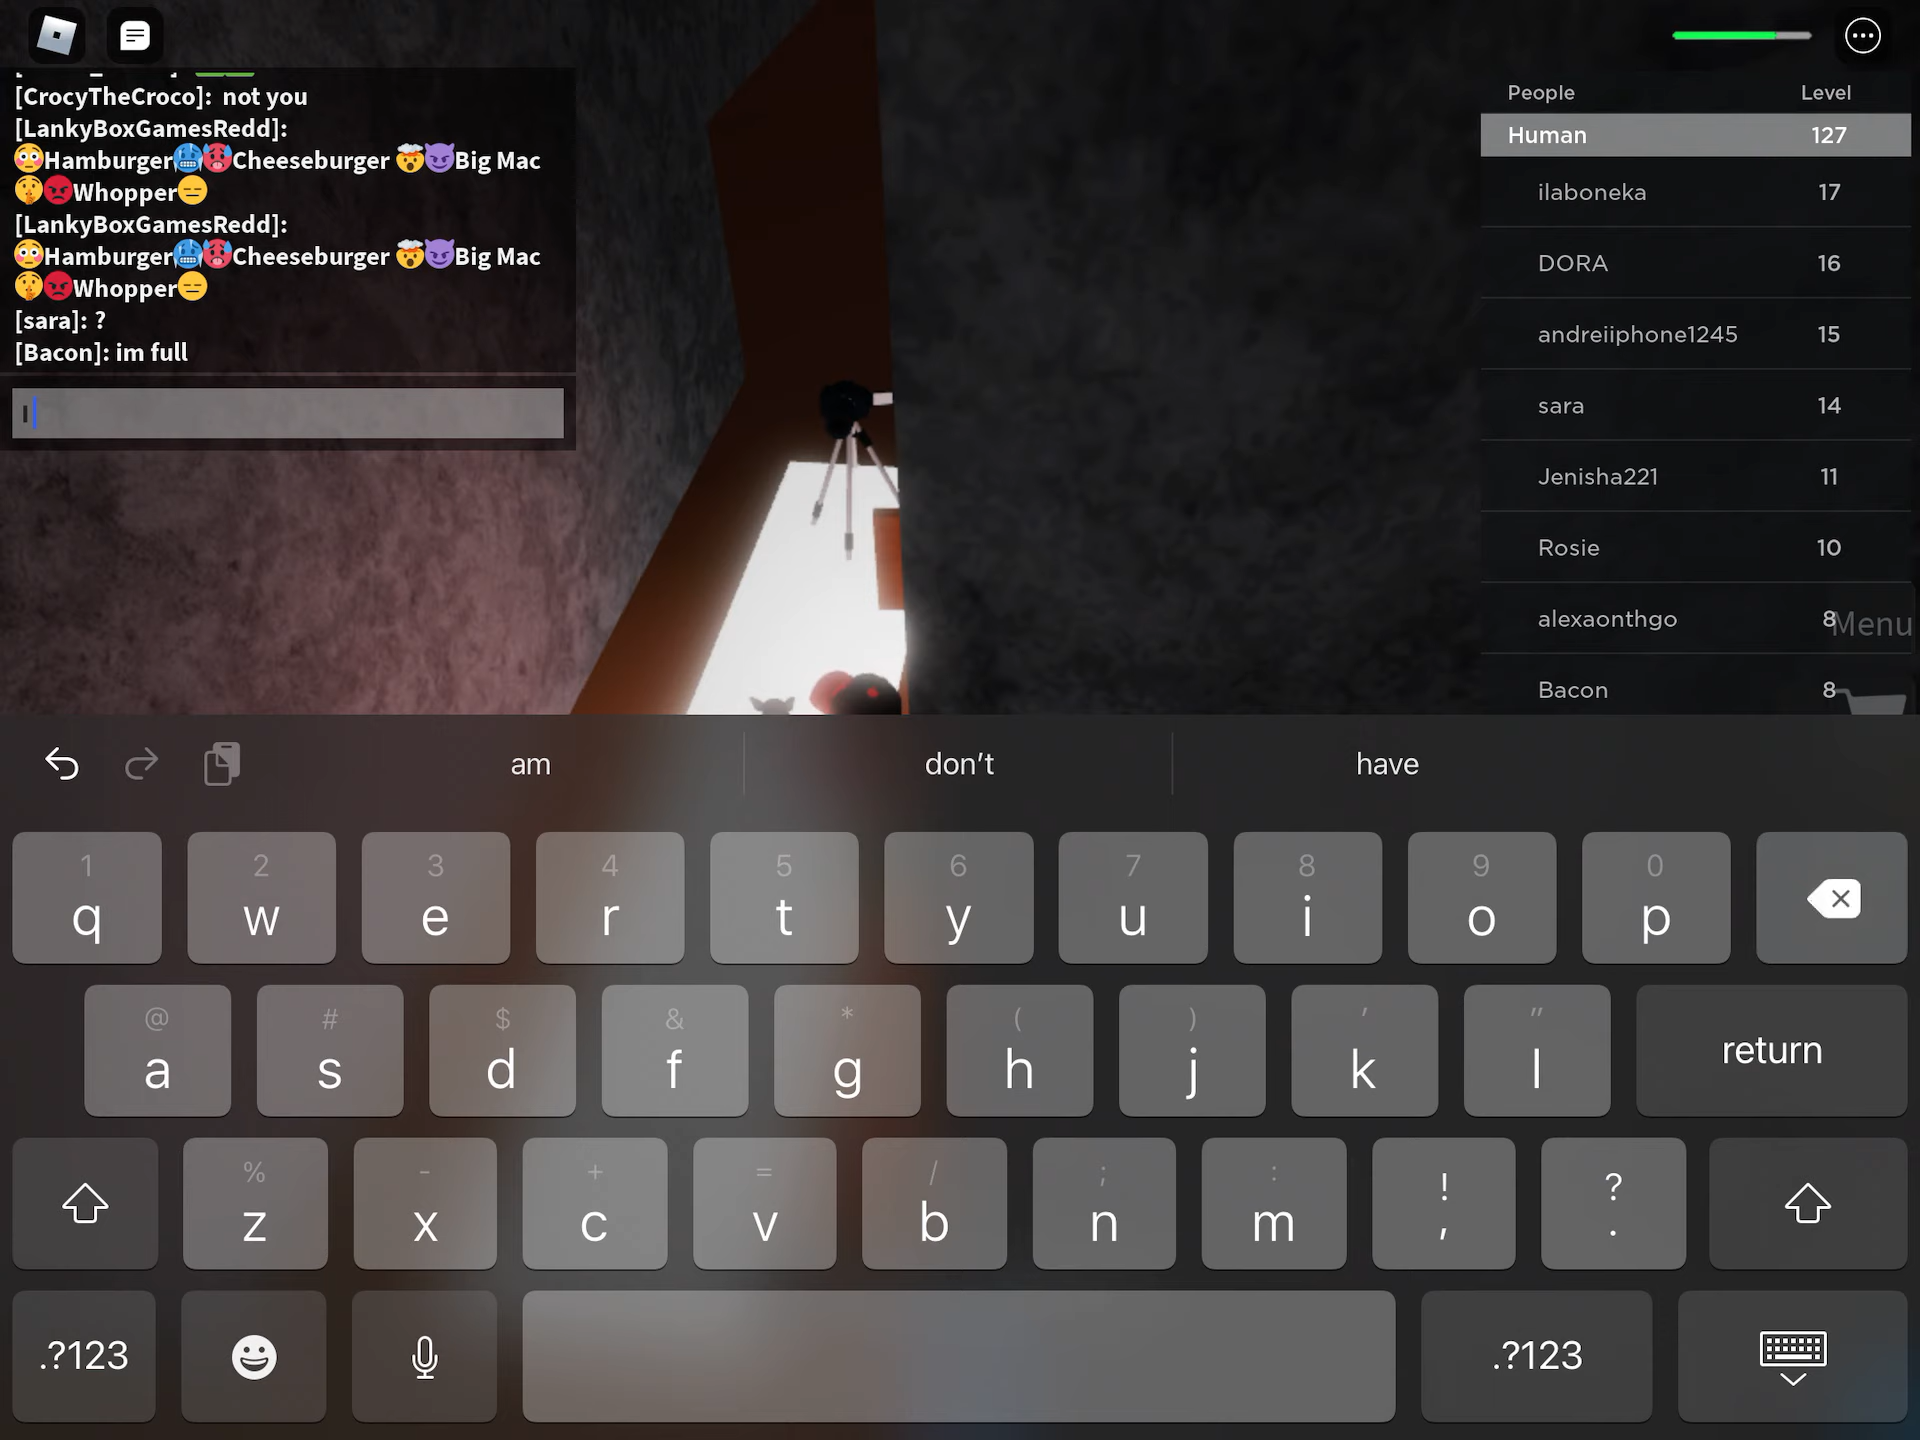 [CrocyTheCroco]: not you
[LankyBoxGamesRedd]:
😳Hamburger🥶🥵Cheeseburger 🤯😈Big Mac
🤫😡Whopper😑
[LankyBoxGamesRedd]:
😳Hamburger🥶🥵Cheeseburger 🤯😈Big Mac
🤫😡Whopper😑
[sara]: ?
[Bacon]: im full
I
People Level
Human 127
ilaboneka 17
DORA 16
andreiiphone1245 15
sara 14
Jenisha221 11
Rosie 10
alexaonthgo 8
Menu
Bacon 8
am don’t have
1 2 3 4 5 6 7 8 9 0
q w e r t y u i o p
@ # $ & * ( ) ' "
a s d f g h j k l return
% - + = / ; : ! ?
z x c v b n m , .
.?123 .?123